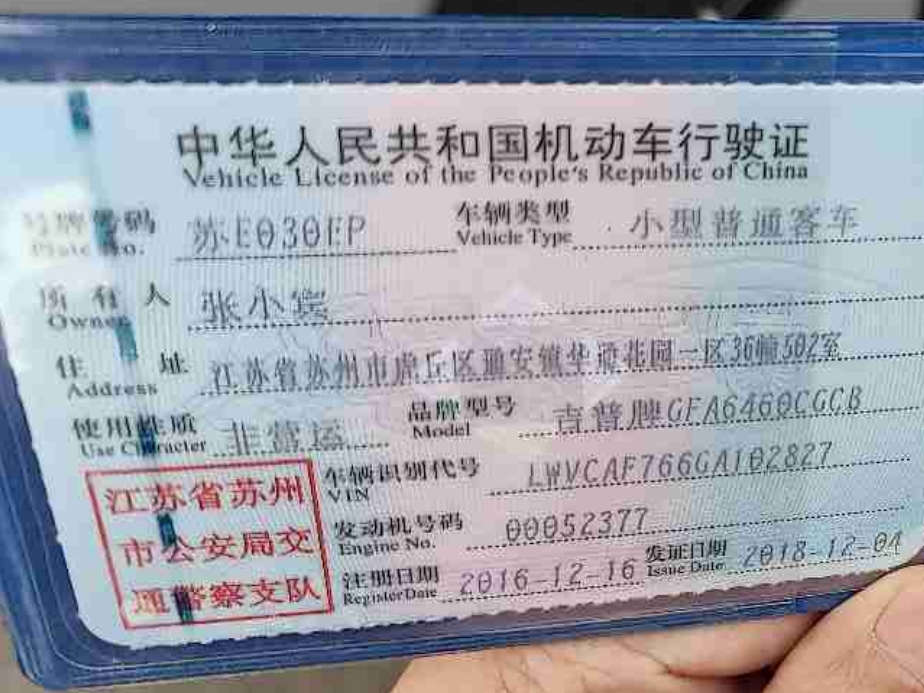 中华人民共和国机动车行驶证
Vehicle License of the People's Republic of China
号牌号码 苏E030EP 车辆类型 小型普通客车
Plate No. Vehicle Type
所有人 张小宾
Owner
住址 江苏省苏州市虎丘区通安镇华通花园一区36幢502室
Address
使用性质 非营运 品牌型号 吉普牌GFA6460CGCB
Use Character Model
车辆识别代号 LWVCAF766GA102827
VIN
发动机号码 00052377
Engine No.
注册日期 2016-12-16 发证日期 2018-12-04
Register Date Issue Date
江苏省苏州
市公安局交
通警察支队